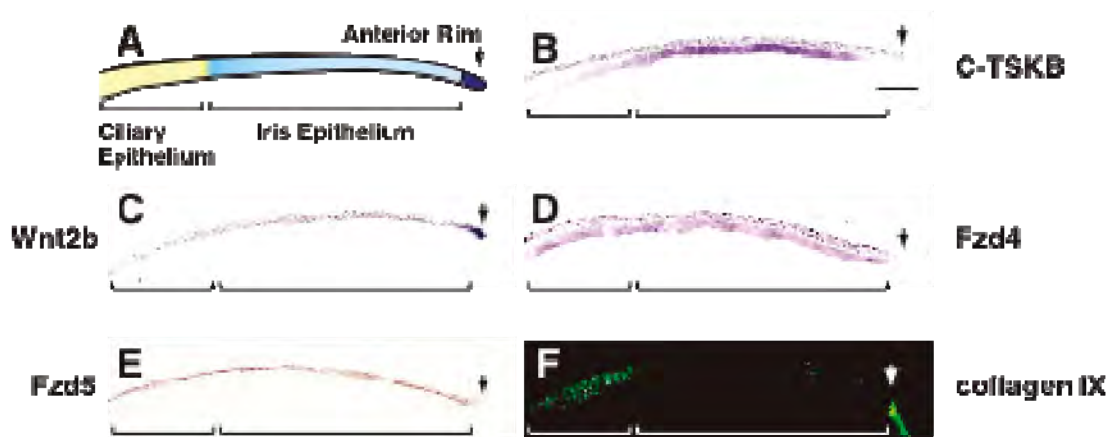 A
Anterior Rim
Ciliary
Epithelium
Iris Epithelium
B
C-TSKB
C
Wnt2b
D
Fzd4
E
Fzd5
F
collagen IX